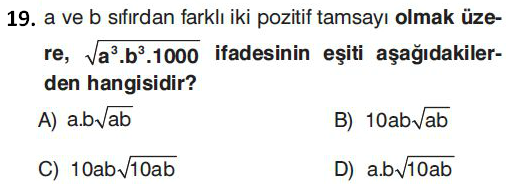 19. a ve b sıfırdan farklı iki pozitif tamsayı olmak üze-
re, √a³.b³.1000 ifadesinin eşiti aşağıdakiler-
den hangisidir?
A) a.b√ab B) 10ab√ab
C) 10ab√10ab D) a.b√10ab